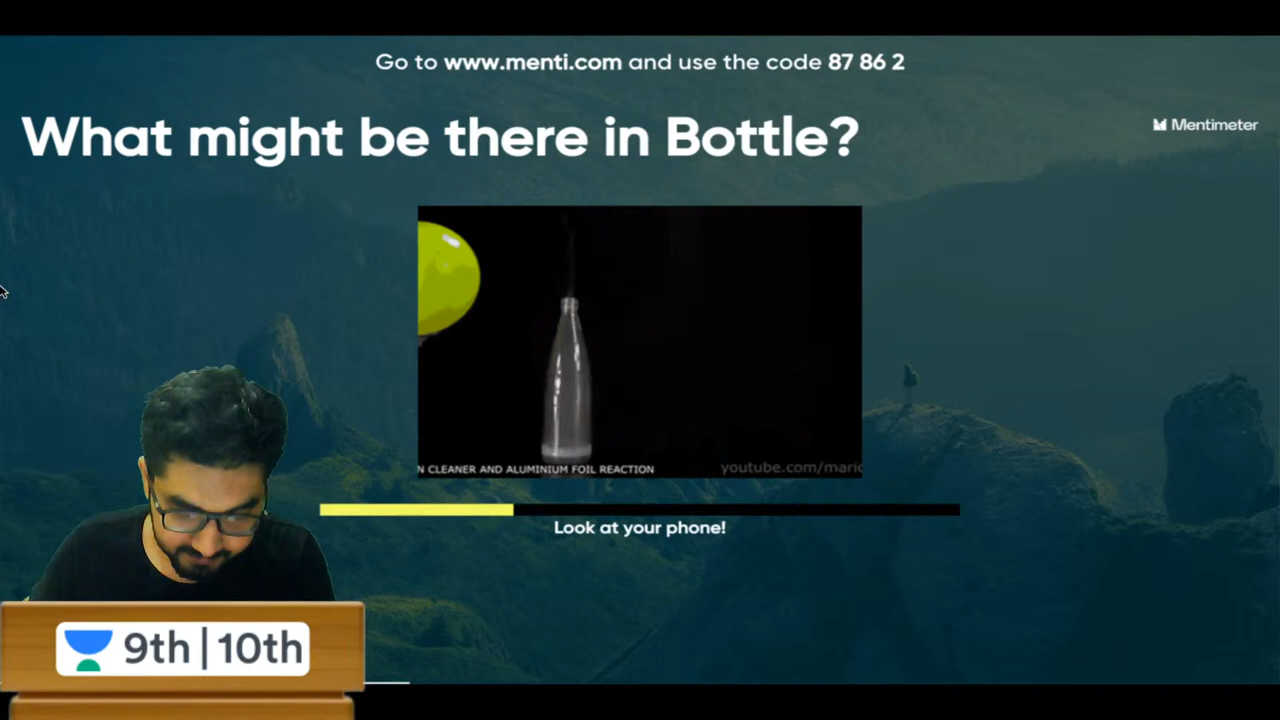 Go to www.menti.com and use the code 87 86 2
What might be there in Bottle?
Mentimeter
N CLEANER AND ALUMINIUM FOIL REACTION
youtube.com/maric
Look at your phone!
9th | 10th